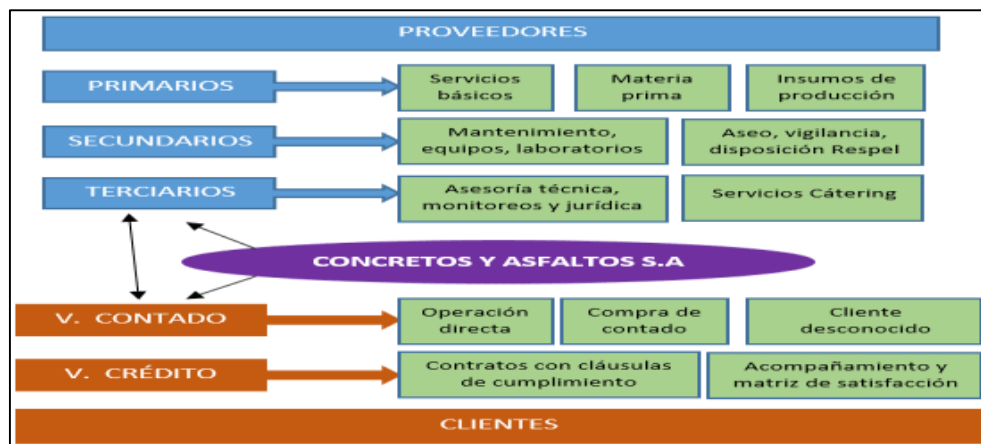 PROVEEDORES
PRIMARIOS
Servicios
básicos
Materia
prima
Insumos de
producción
SECUNDARIOS
Mantenimiento,
equipos, laboratorios
Aseo, vigilancia,
disposición Respel
TERCIARIOS
Asesoría técnica,
monitoreos y jurídica
Servicios Cátering
CONCRETOS Y ASFALTOS S.A
V. CONTADO
Operación
directa
Compra de
contado
Cliente
desconocido
V. CRÉDITO
Contratos con cláusulas
de cumplimiento
Acompañamiento y
matriz de satisfacción
CLIENTES